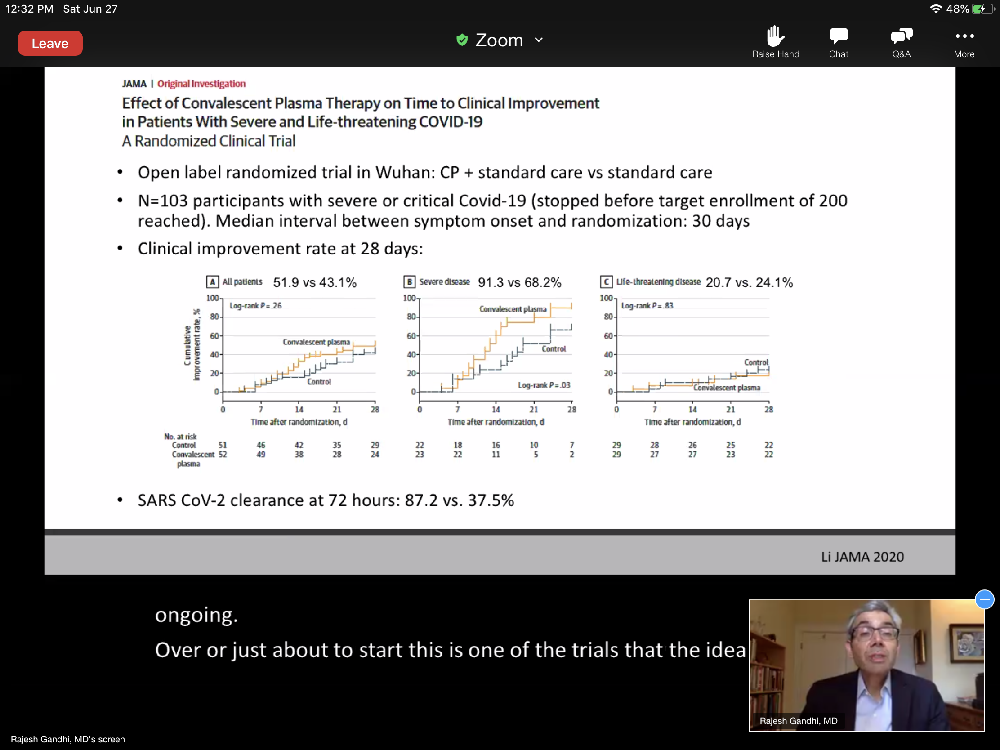 12:32 PM Sat Jun 27
48%
Leave
Zoom
Raise Hand
Chat
Q&A
More
JAMA | Original Investigation
Effect of Convalescent Plasma Therapy on Time to Clinical Improvement
in Patients With Severe and Life-threatening COVID-19
A Randomized Clinical Trial
• Open label randomized trial in Wuhan: CP + standard care vs standard care
• N=103 participants with severe or critical Covid-19 (stopped before target enrollment of 200
reached). Median interval between symptom onset and randomization: 30 days
• Clinical improvement rate at 28 days:
A All patients 51.9 vs 43.1%
Cumulative
improvement rate, %
100
80
60
40
20
0
Log-rank P=.26
Convalescent plasma
Control
0 7 14 21 28
Time after randomization, d
B Severe disease 91.3 vs 68.2%
100
80
60
40
20
0
Convalescent plasma
Control
Log-rank P=.03
0 7 14 21 28
Time after randomization, d
C Life-threatening disease 20.7 vs. 24.1%
100
80
60
40
20
0
Log-rank P=.83
Control
Convalescent plasma
0 7 14 21 28
Time after randomization, d
No. at risk
Control 51 46 42 35 29 22 18 16 10 7 29 28 26 25 22
Convalescent 52 49 38 28 24 23 22 11 5 2 29 27 27 23 22
plasma
• SARS CoV-2 clearance at 72 hours: 87.2 vs. 37.5%
Li JAMA 2020
ongoing.
Over or just about to start this is one of the trials that the idea
Rajesh Gandhi, MD
Rajesh Gandhi, MD's screen